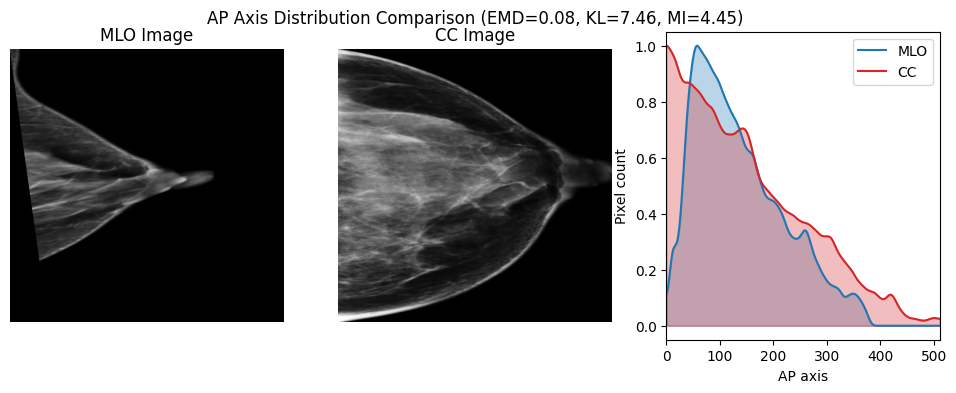 AP Axis Distribution Comparison (EMD=0.08, KL=7.46, MI=4.45)
MLO Image
CC Image
MLO
CC
Pixel count
1.0
0.8
0.6
0.4
0.2
0.0
0 100 200 300 400 500
AP axis